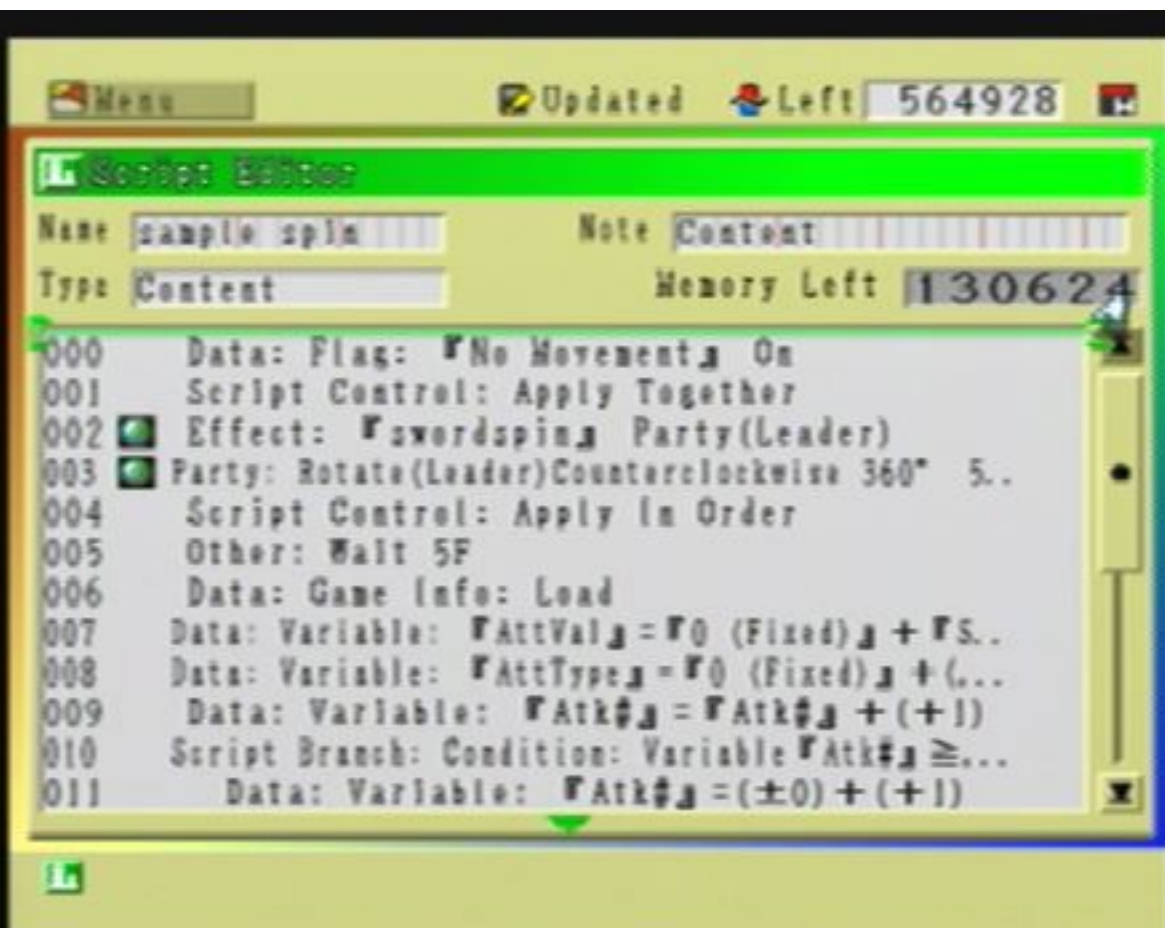 Menu Updated Left 564928
Script Editor
Name sample spin Note Content
Type Content Memory Left 130624
000 Data: Flag: 『No Movement』 On
001 Script Control: Apply Together
002 Effect: 『swordspin』 Party(Leader)
003 Party: Rotate(Leader)Counterclockwise 360° 5..
004 Script Control: Apply in Order
005 Other: Wait 5F
006 Data: Game Info: Load
007 Data: Variable: 『AttVal』=『0 (Fixed)』+『S..
008 Data: Variable: 『AttType』=『0 (Fixed)』+(...
009 Data: Variable: 『Atk#』=『Atk#』+(+1)
010 Script Branch: Condition: Variable『Atk#』≥...
011 Data: Variable: 『Atk#』=(±0)+(+1)
L